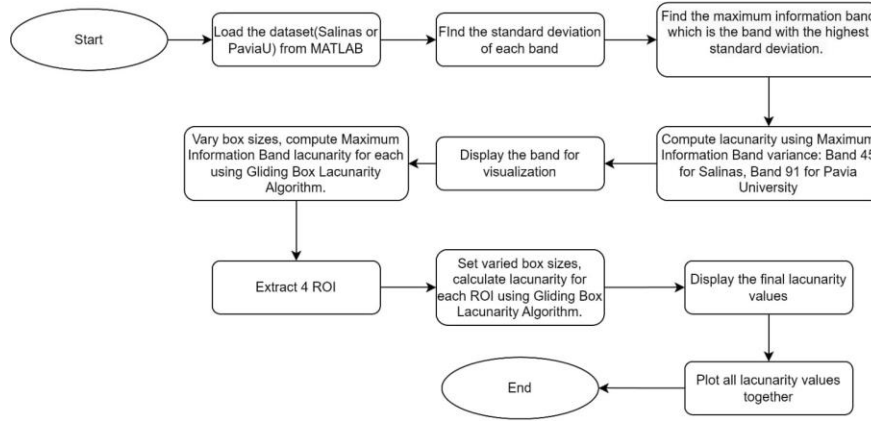 Start
Load the dataset(Salinas or
PaviaU) from MATLAB
FInd the standard deviation
of each band
Find the maximum information band
which is the band with the highest
standard deviation.
Compute lacunarity using Maximum
Information Band variance: Band 45
for Salinas, Band 91 for Pavia
University
Display the band for
visualization
Vary box sizes, compute Maximum
Information Band lacunarity for each
using Gliding Box Lacunarity
Algorithm.
Extract 4 ROI
Set varied box sizes,
calculate lacunarity for
each ROI using Gliding Box
Lacunarity Algorithm.
Display the final lacunarity
values
Plot all lacunarity values
together
End